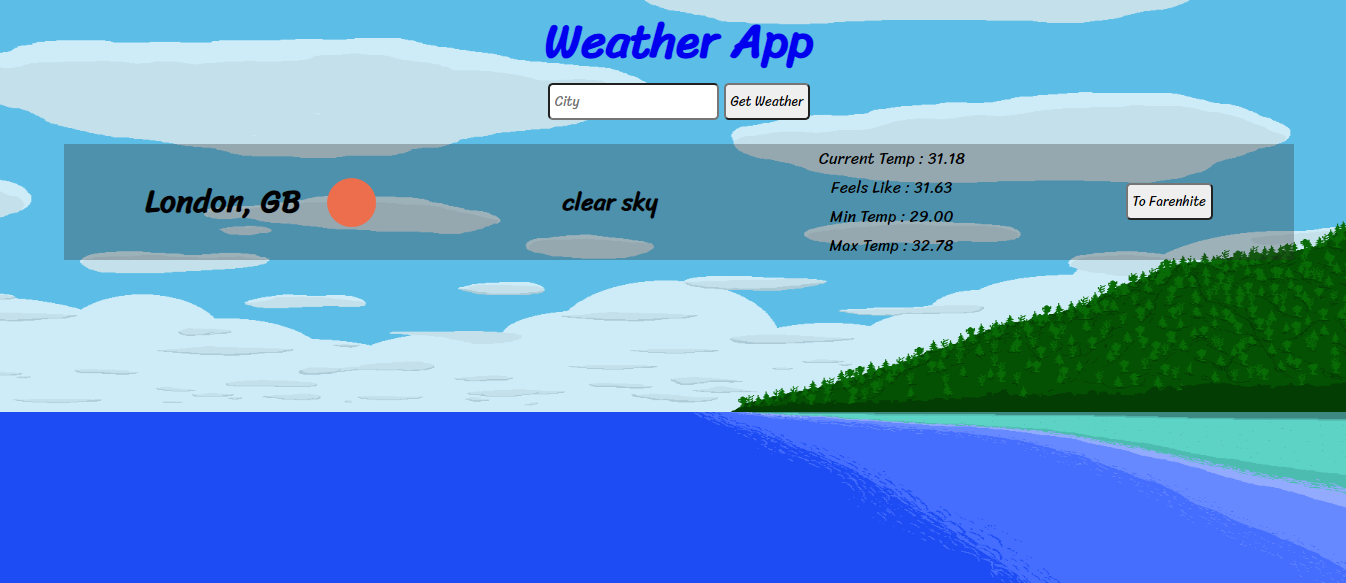 Weather App
City
Get Weather
London, GB
clear sky
Current Temp : 31.18
Feels Like : 31.63
Min Temp : 29.00
Max Temp : 32.78
To Farenhite